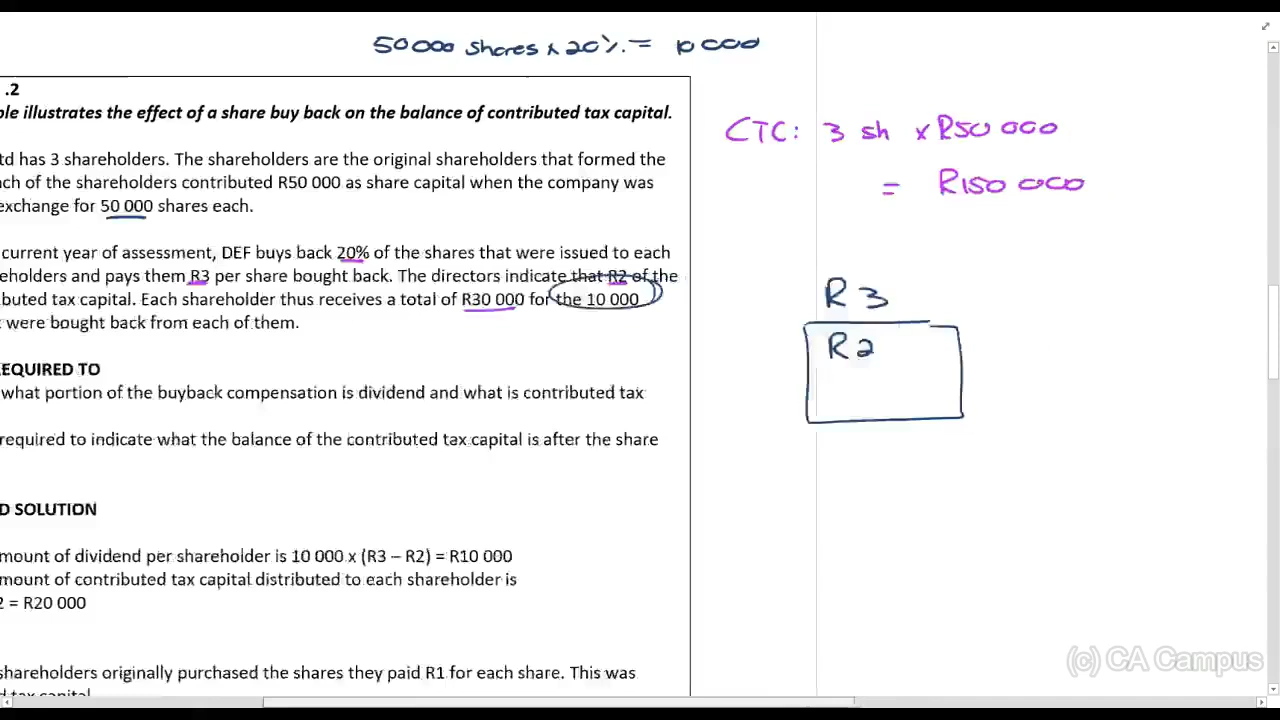 50 000 shares x 20% = 10 000
.2
ple illustrates the effect of a share buy back on the balance of contributed tax capital.
td has 3 shareholders. The shareholders are the original shareholders that formed the
ach of the shareholders contributed R50 000 as share capital when the company was
exchange for 50 000 shares each.
current year of assessment, DEF buys back 20% of the shares that were issued to each
eholders and pays them R3 per share bought back. The directors indicate that R2 of the
ibuted tax capital. Each shareholder thus receives a total of R30 000 for the 10 000
t were bought back from each of them.
EQUIRED TO
what portion of the buyback compensation is dividend and what is contributed tax
required to indicate what the balance of the contributed tax capital is after the share
D SOLUTION
mount of dividend per shareholder is 10 000 x (R3 – R2) = R10 000
mount of contributed tax capital distributed to each shareholder is
2 = R20 000
shareholders originally purchased the shares they paid R1 for each share. This was
d tax capital.
CTC: 3 sh x R50 000
= R150 000
R3
R2
(c) CA Campus